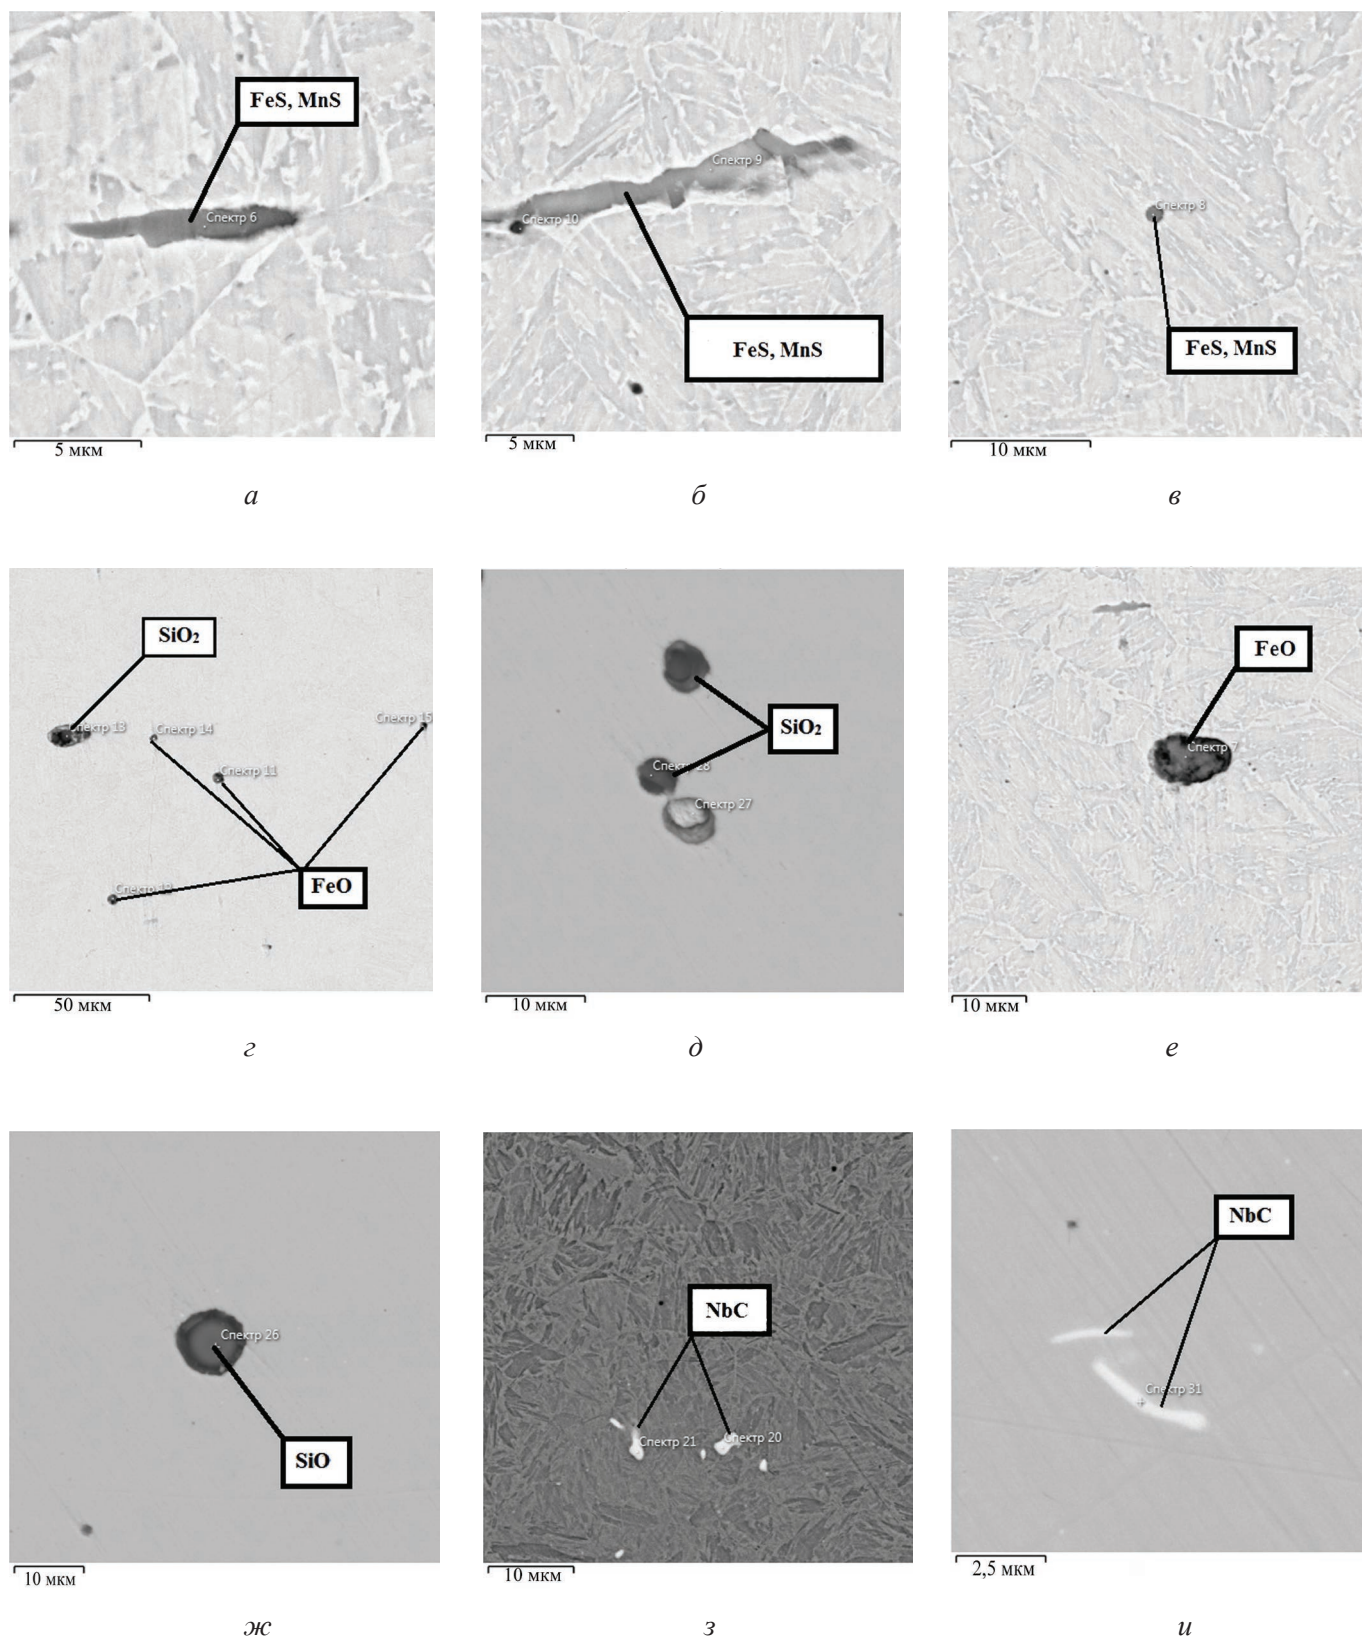 FeS, MnS
Спектр 6
5 мкм
а
Спектр 9
Спектр 10
FeS, MnS
5 мкм
б
Спектр 8
FeS, MnS
10 мкм
в
SiO₂
Спектр 13
Спектр 14
Спектр 15
Спектр 11
Спектр 12
FeO
50 мкм
г
SiO₂
Спектр 28
Спектр 27
10 мкм
д
FeO
Спектр 7
10 мкм
е
Спектр 26
SiO
10 мкм
ж
NbC
Спектр 21
Спектр 20
10 мкм
з
NbC
Спектр 31
2,5 мкм
и